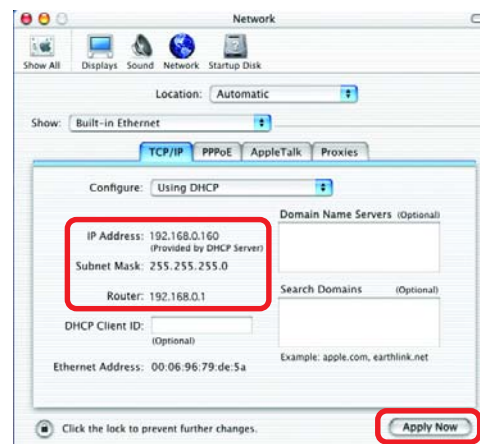 Network
Show All Displays Sound Network Startup Disk
Location: Automatic
Show: Built-in Ethernet
TCP/IP PPPoE AppleTalk Proxies
Configure: Using DHCP
Domain Name Servers (Optional)
IP Address: 192.168.0.160
(Provided by DHCP Server)
Subnet Mask: 255.255.255.0
Router: 192.168.0.1
Search Domains (Optional)
DHCP Client ID:
(Optional)
Example: apple.com, earthlink.net
Ethernet Address: 00:06:96:79:de:5a
Click the lock to prevent further changes.
Apply Now